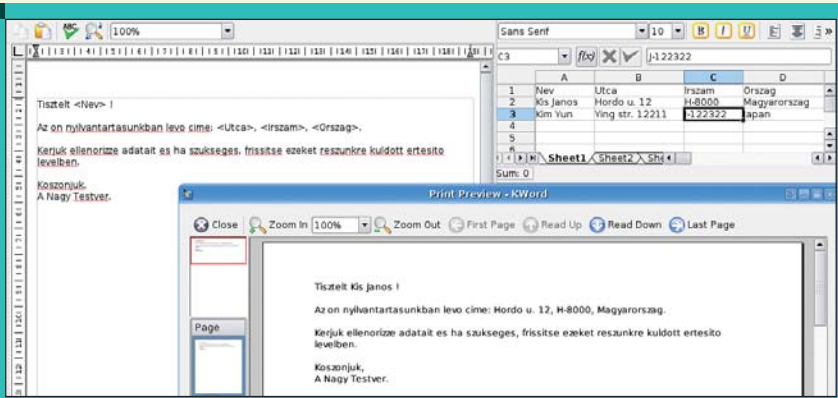 100%
Tisztelt <Nev> !
Az on nyilvantartasunkban levo cime: <Utca>, <Irszam>, <Orszag>.
Kerjuk ellenorizze adatait es ha szukseges, frissitse ezeket reszunkre kuldott ertesito
levelben.
Koszonjuk,
A Nagy Testver.
Sans Serif 10 B I U E
C3 f(x) J-122322
A B C D
1 Nev Utca Irszam Orszag
2 Kis Janos Hordo u. 12 H-8000 Magyarorszag
3 Kim Yun Ying str. 12211 -122322 Japan
4
5
6
Sheet1 Sheet2
Sum: 0
Print Preview - KWord
Close Zoom In 100% Zoom Out First Page Read Up Read Down Last Page
Page
Tisztelt Kis Janos !
Az on nyilvantartasunkban levo cime: Hordo u. 12, H-8000, Magyarorszag.
Kerjuk ellenorizze adatait es ha szukseges, frissitse ezeket reszunkre kuldott ertesito
levelben.
Koszonjuk,
A Nagy Testver.